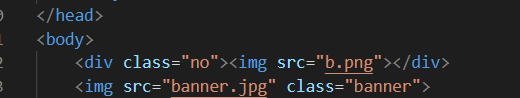 </head>
<body>
<div class="no"><img src="b.png"></div>
<img src="banner.jpg" class="banner">